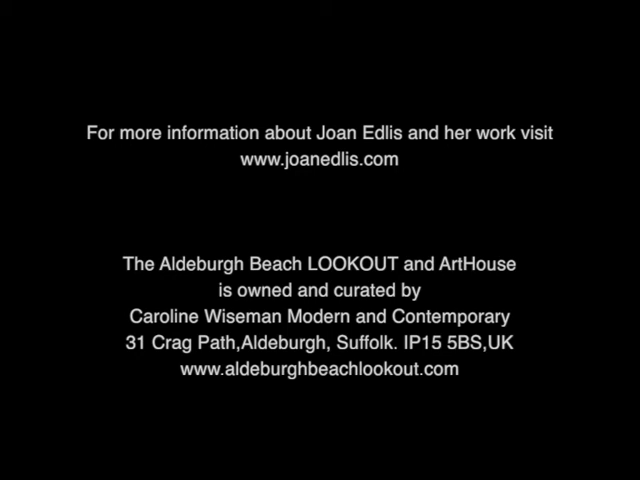 For more information about Joan Edlis and her work visit
www.joanedlis.com
The Aldeburgh Beach LOOKOUT and ArtHouse
is owned and curated by
Caroline Wiseman Modern and Contemporary
31 Crag Path,Aldeburgh, Suffolk. IP15 5BS,UK
www.aldeburghbeachlookout.com